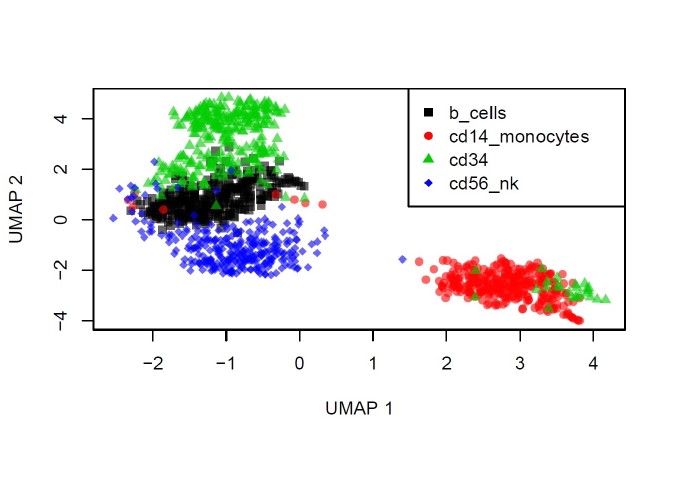 b_cells
cd14_monocytes
cd34
cd56_nk
4
2
0
−2
−4
UMAP 2
−2 −1 0 1 2 3 4
UMAP 1